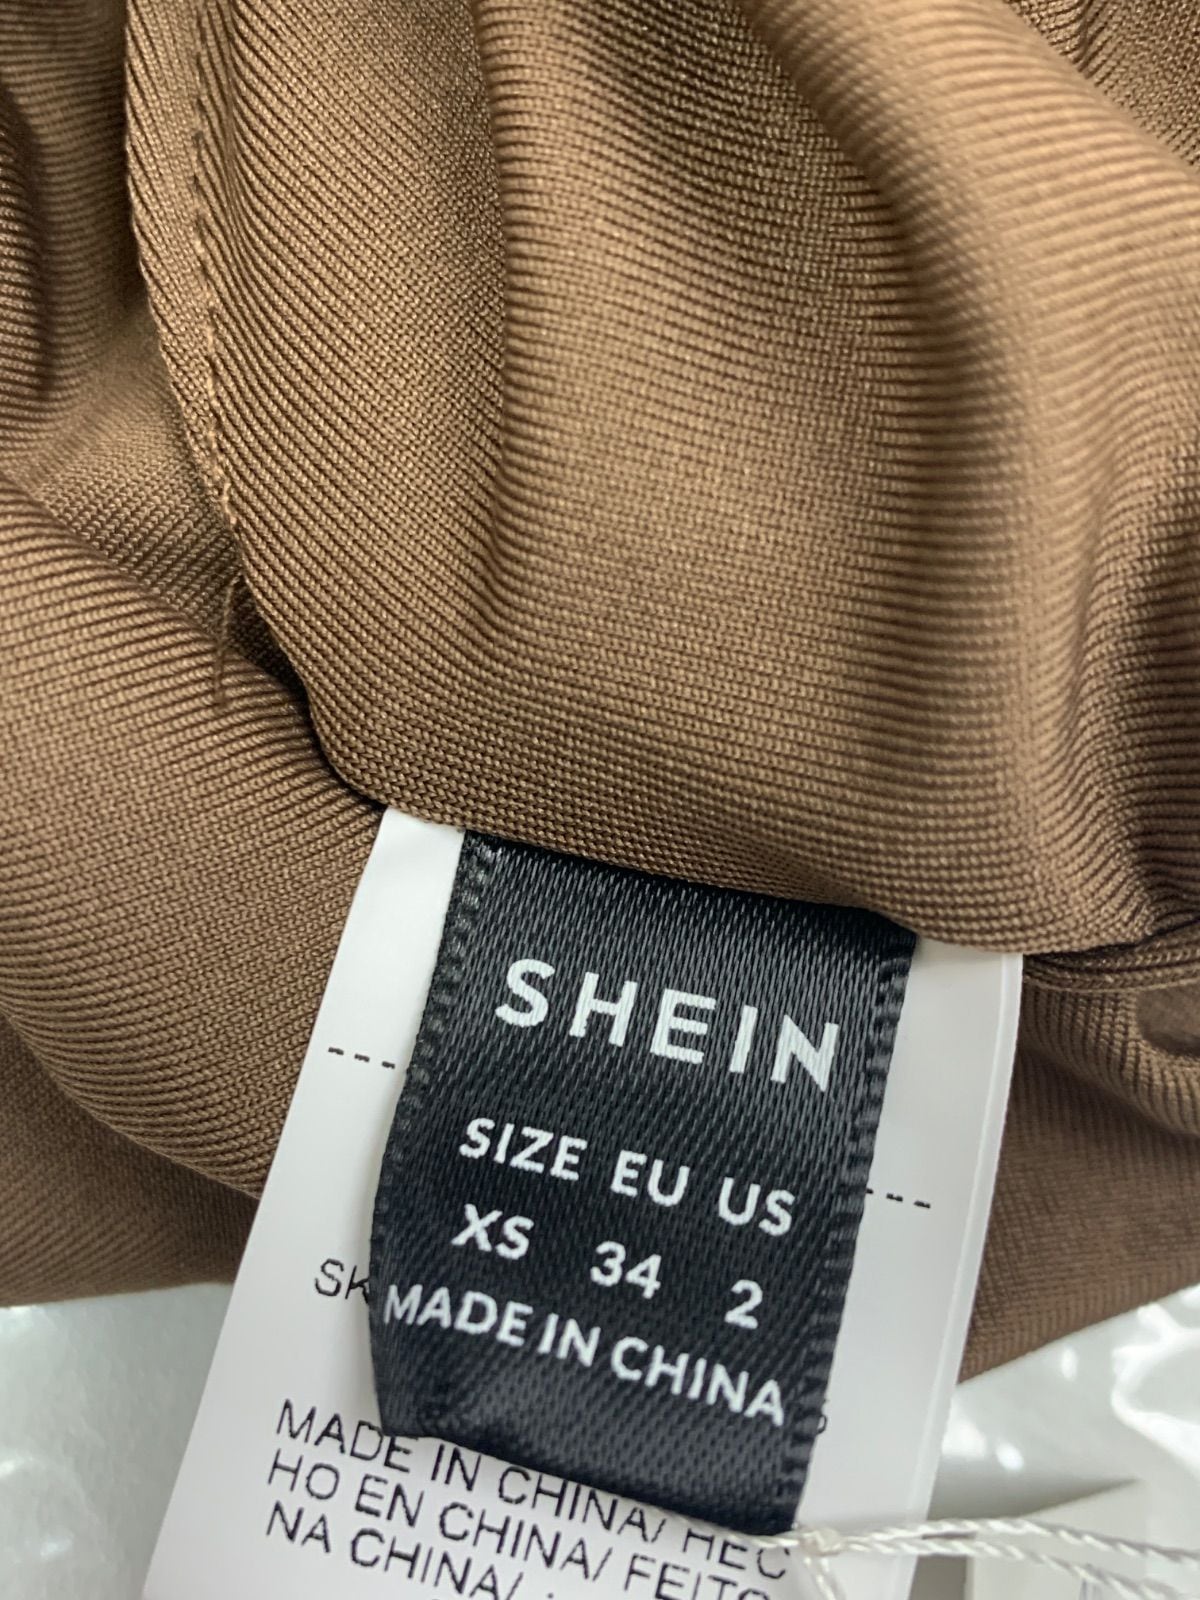 SHEIN
SIZE EU US
XS 34 2
MADE IN CHINA
MADE IN CHINA/ HEC
HO EN CHINA/ FEITO
NA CHINA/